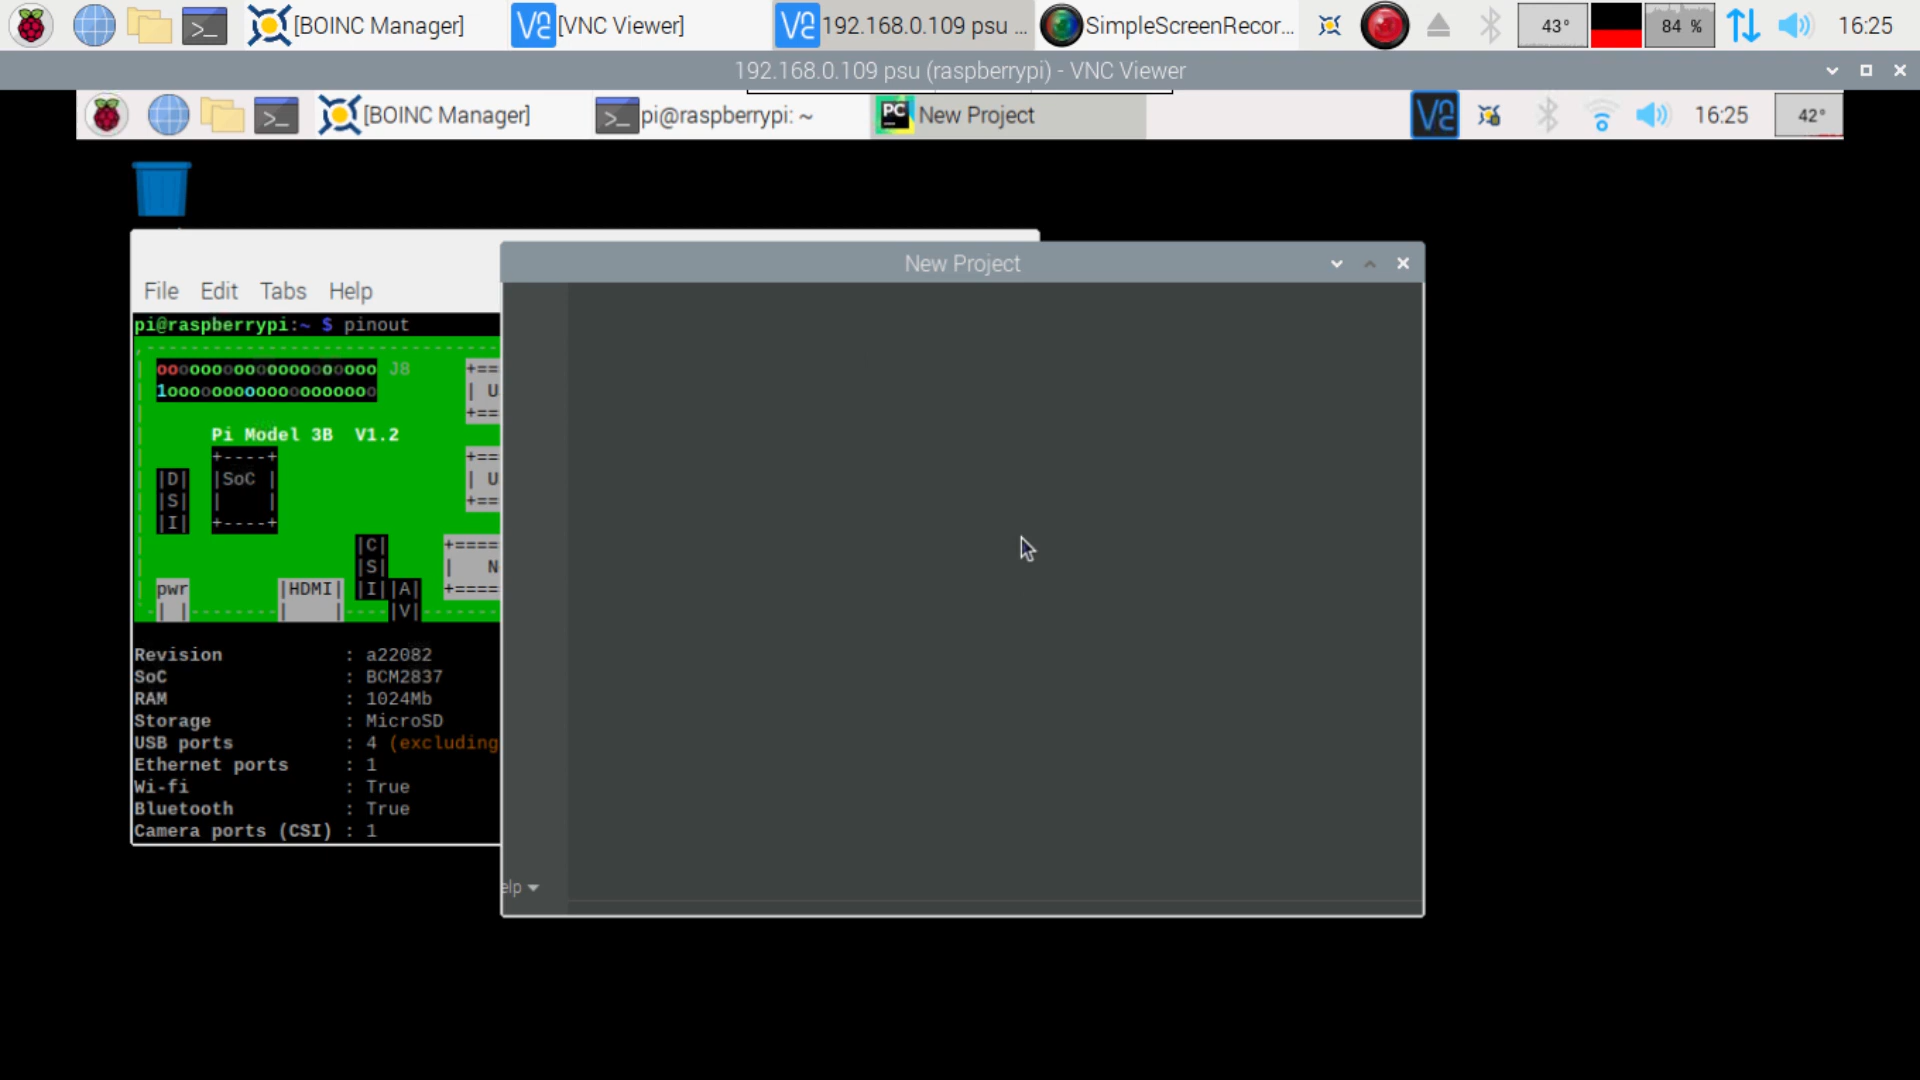 [BOINC Manager]
[VNC Viewer]
192.168.0.109 psu ...
SimpleScreenRecor...
43°
84 %
16:25
192.168.0.109 psu (raspberrypi) - VNC Viewer
[BOINC Manager]
pi@raspberrypi: ~
New Project
16:25
42°
New Project
File Edit Tabs Help
pi@raspberrypi:~ $ pinout
oooooooooooooooooooo J8
1ooooooooooooooooooo
Pi Model 3B V1.2
+----+
|D| |SoC |
|S| | |
|I| +----+
|C|
|S|
pwr |HDMI| |I||A|
|V|
+==
| U
+==
+==
| U
+==
+====
| N
+====
Revision : a22082
SoC : BCM2837
RAM : 1024Mb
Storage : MicroSD
USB ports : 4 (excluding
Ethernet ports : 1
Wi-fi : True
Bluetooth : True
Camera ports (CSI) : 1
elp